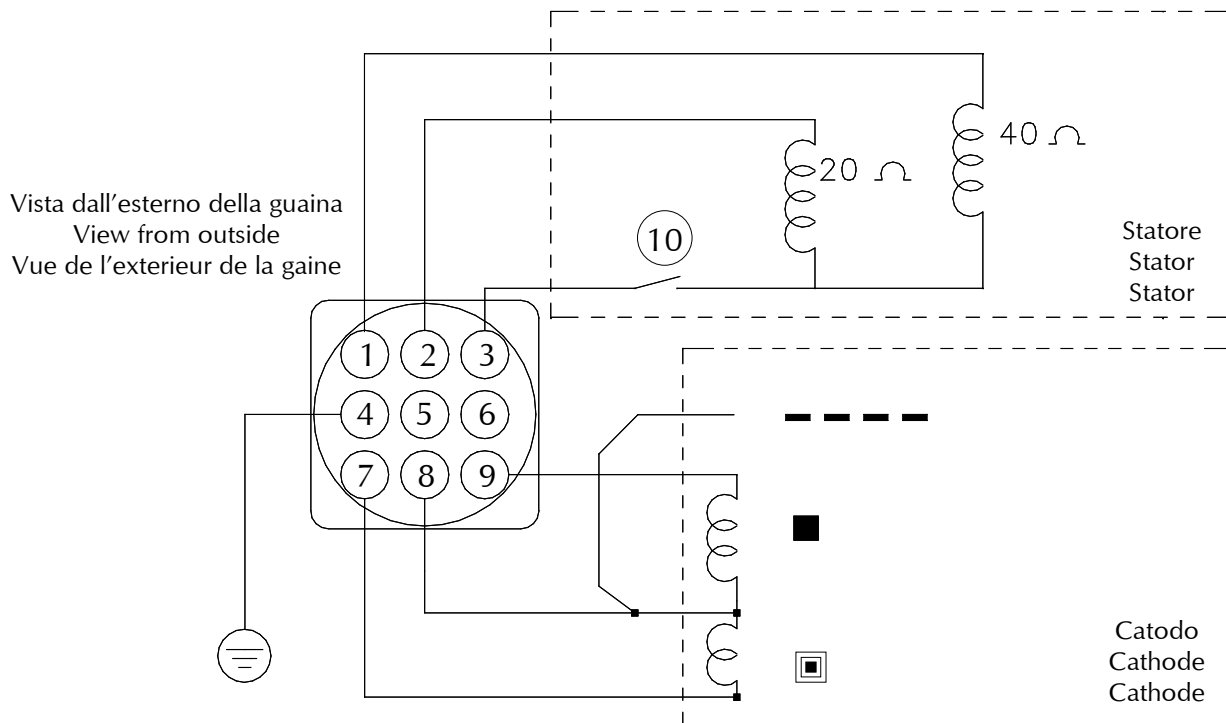 40 Ω
20 Ω
Vista dall'esterno della guaina
View from outside
Vue de l'exterieur de la gaine
10
Statore
Stator
Stator
1 2 3
4 5 6
7 8 9
Catodo
Cathode
Cathode